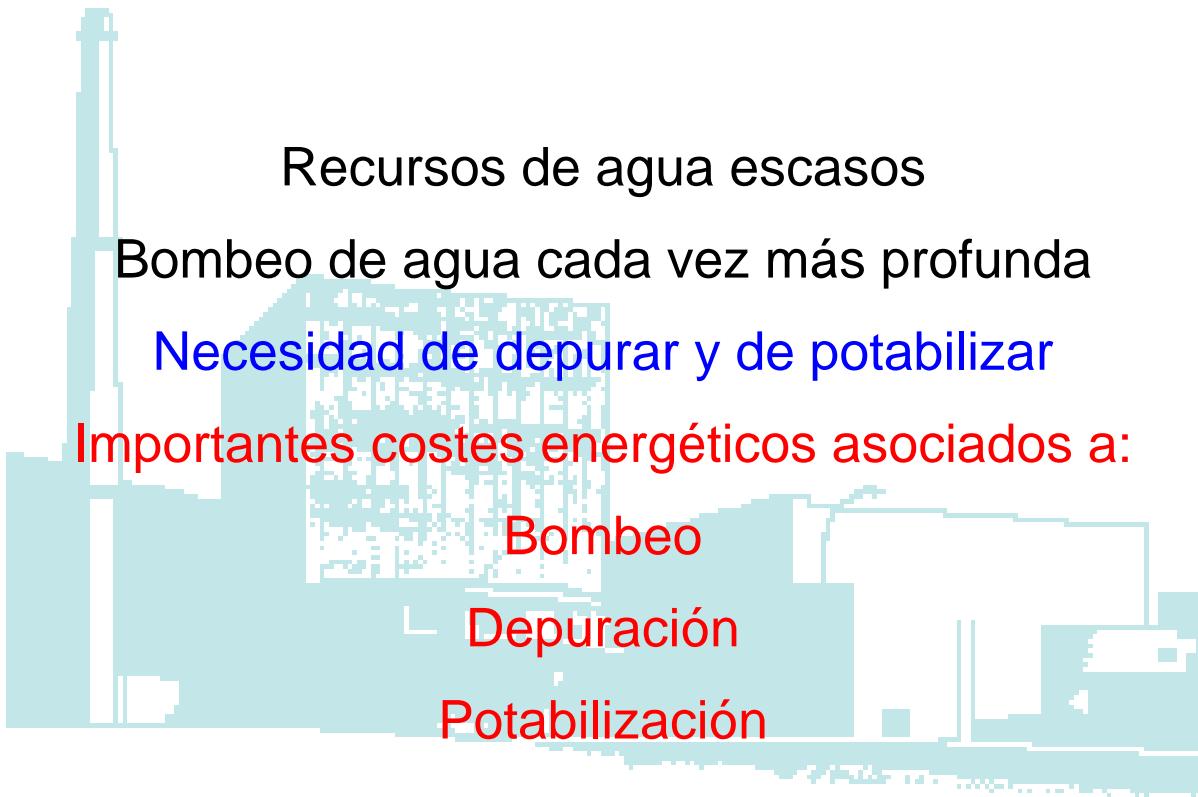 Recursos de agua escasos
Bombeo de agua cada vez más profunda
Necesidad de depurar y de potabilizar
Importantes costes energéticos asociados a:
Bombeo
Depuración
Potabilización